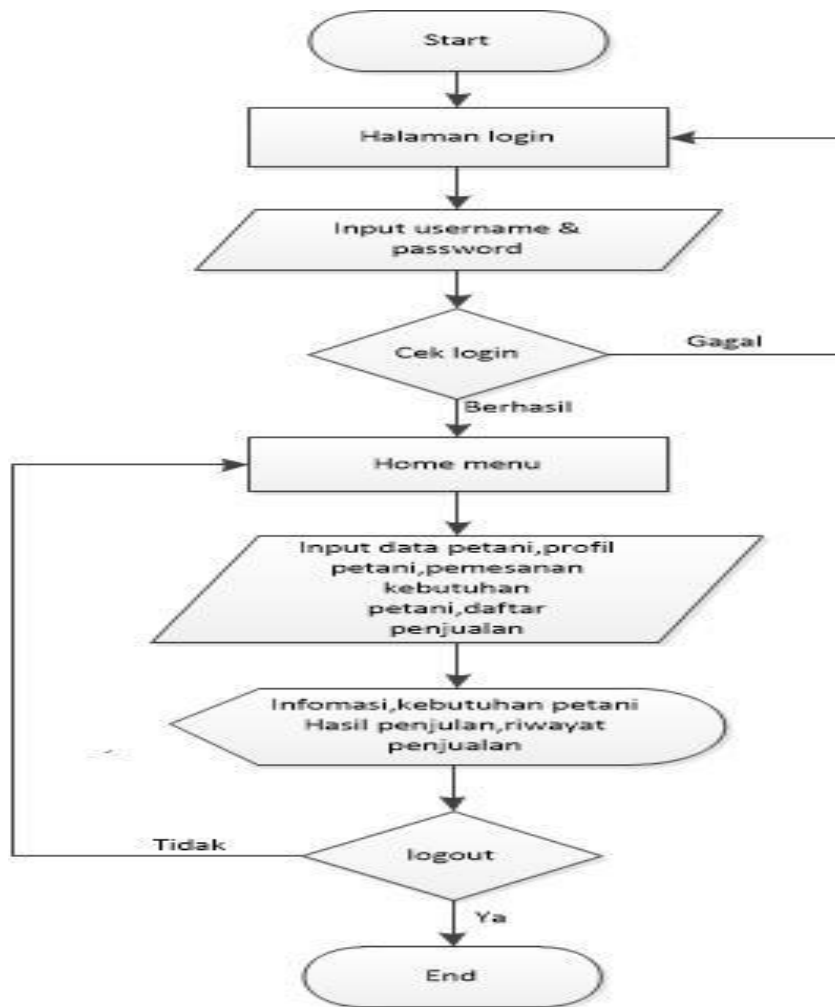 Start
Halaman login
Input username &
password
Cek login
Gagal
Berhasil
Home menu
Input data petani,profil
petani,pemesanan
kebutuhan
petani,daftar
penjualan
Infomasi,kebutuhan petani
Hasil penjulan,riwayat
penjualan
Tidak
logout
Ya
End